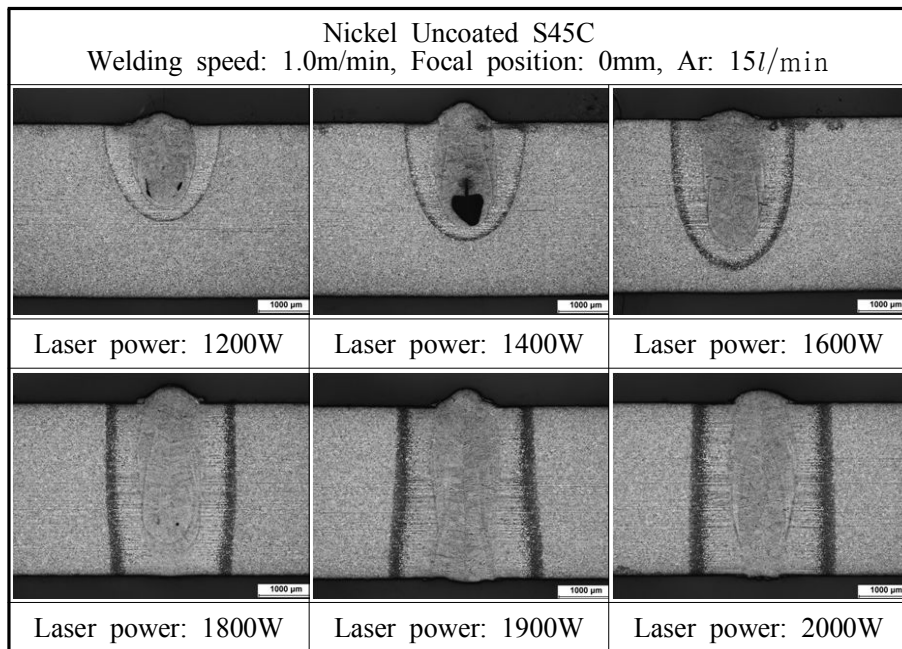 Nickel Uncoated S45C
Welding speed: 1.0m/min, Focal position: 0mm, Ar: 15l/min
1000 µm
1000 µm
1000 µm
Laser power: 1200W
Laser power: 1400W
Laser power: 1600W
1000 µm
1000 µm
1000 µm
Laser power: 1800W
Laser power: 1900W
Laser power: 2000W